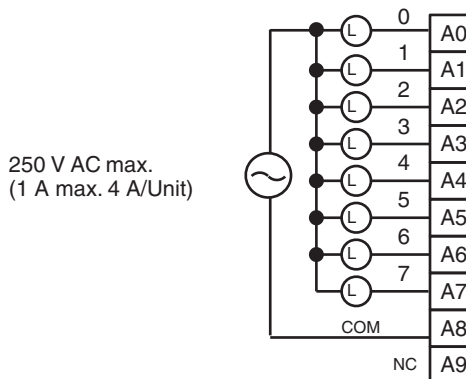 0
L A0
1
L A1
2
L A2
3
L A3
250 V AC max.
(1 A max. 4 A/Unit)
4
L A4
5
L A5
6
L A6
7
L A7
COM A8
NC A9